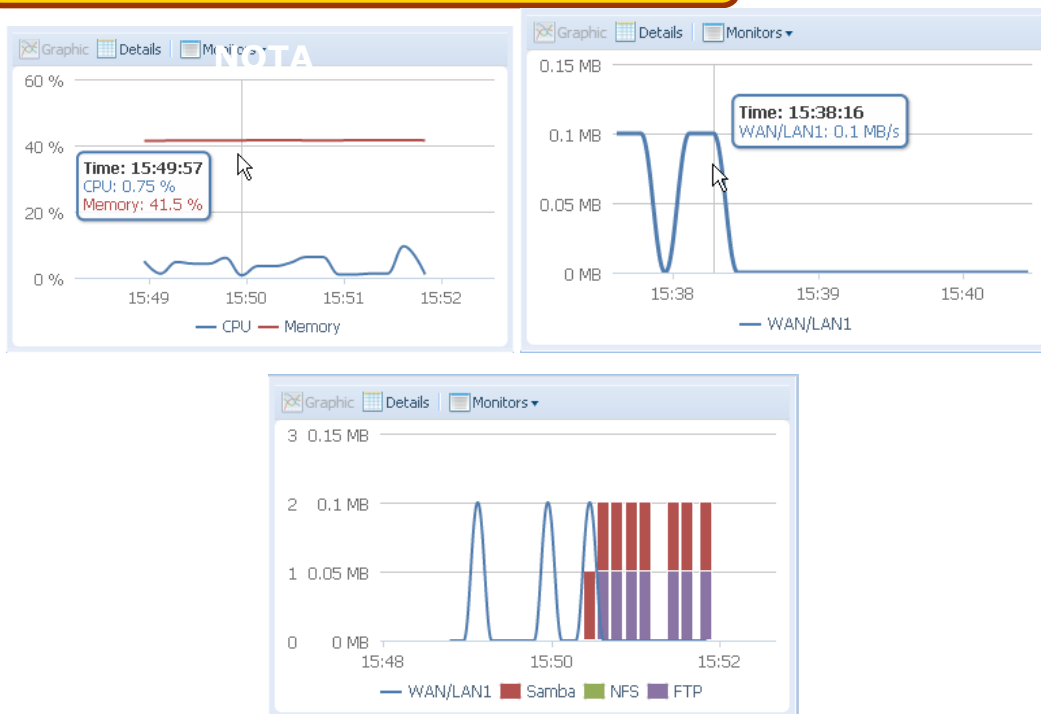 Graphic Details Monitors
NOTA
60 %
40 %
20 %
0 %
Time: 15:49:57
CPU: 0.75 %
Memory: 41.5 %
15:49 15:50 15:51 15:52
CPU Memory
Graphic Details Monitors
0.15 MB
0.1 MB
0.05 MB
0 MB
Time: 15:38:16
WAN/LAN1: 0.1 MB/s
15:38 15:39 15:40
WAN/LAN1
Graphic Details Monitors
3 0.15 MB
2 0.1 MB
1 0.05 MB
0 0 MB
15:48 15:50 15:52
WAN/LAN1 Samba NFS FTP